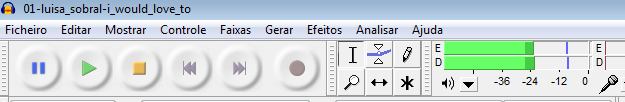 01-luisa_sobral-i_would_love_to
Ficheiro Editar Mostrar Controle Faixas Gerar Efeitos Analisar Ajuda
E E
D D
-36 -24 -12 0